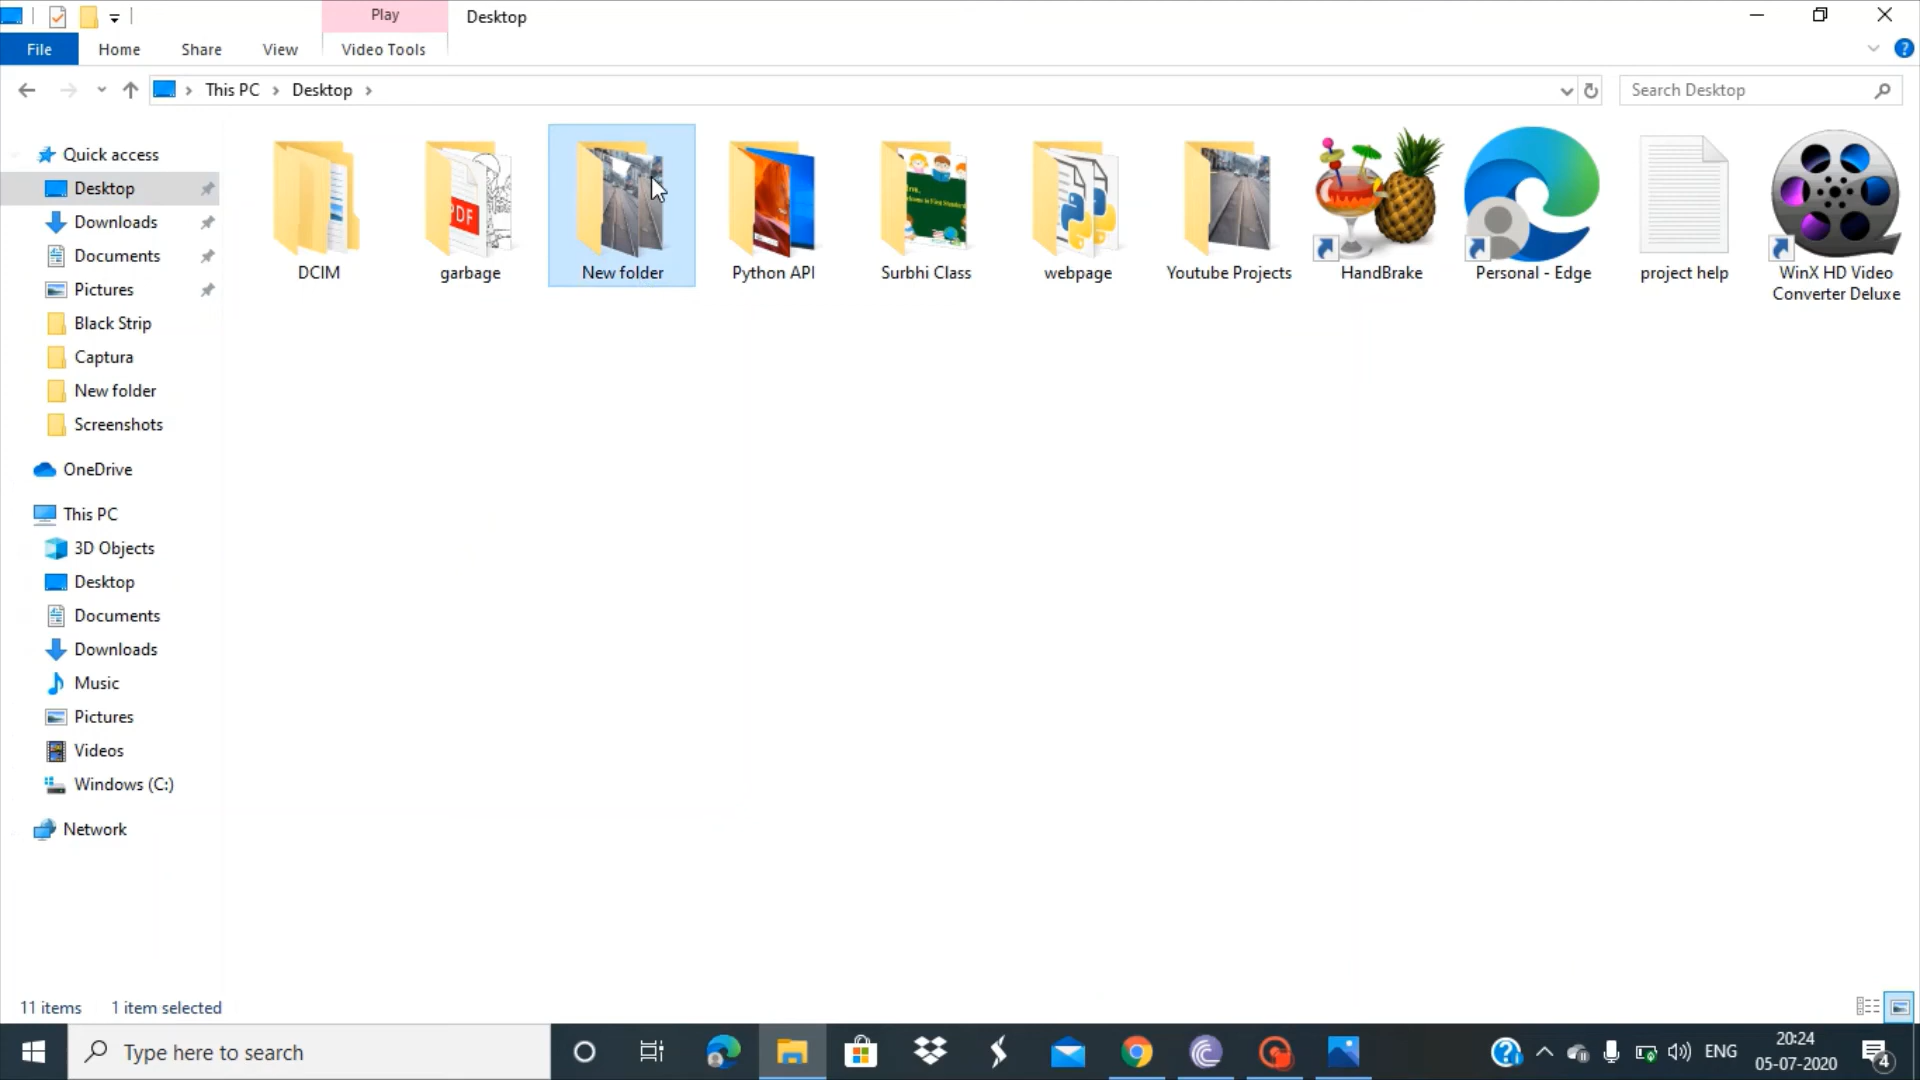 Play
Desktop
File
Home
Share
View
Video Tools
This PC
Desktop
Search Desktop
Quick access
Desktop
Downloads
Documents
Pictures
Black Strip
Captura
New folder
Screenshots
OneDrive
This PC
3D Objects
Desktop
Documents
Downloads
Music
Pictures
Videos
Windows (C:)
Network
PDF
DCIM
garbage
New folder
Python API
Surbhi Class
webpage
Youtube Projects
HandBrake
Personal - Edge
project help
WinX HD Video
Converter Deluxe
11 items
1 item selected
Type here to search
ENG
20:24
05-07-2020
4